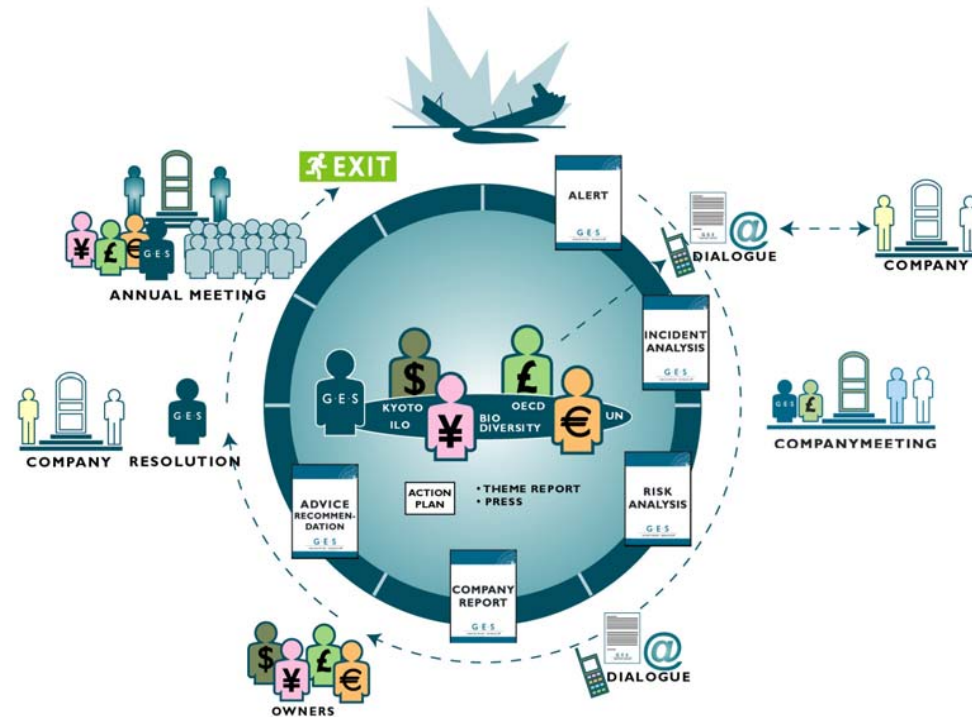 EXIT
ALERT
G·E·S
DIALOGUE
COMPANY
¥ £ € G·E·S
ANNUAL MEETING
INCIDENT
ANALYSIS
G·E·S
$ £
G·E·S
KYOTO
OECD
UN
ILO
¥
BIO
DIVERSITY
€
G·E·S £
COMPANYMEETING
G·E·S
COMPANY
RESOLUTION
ADVICE
RECOMMEN-
DATION
G·E·S
ACTION
PLAN
• THEME REPORT
• PRESS
RISK
ANALYSIS
G·E·S
COMPANY
REPORT
G·E·S
@
DIALOGUE
$ ¥ £ €
OWNERS